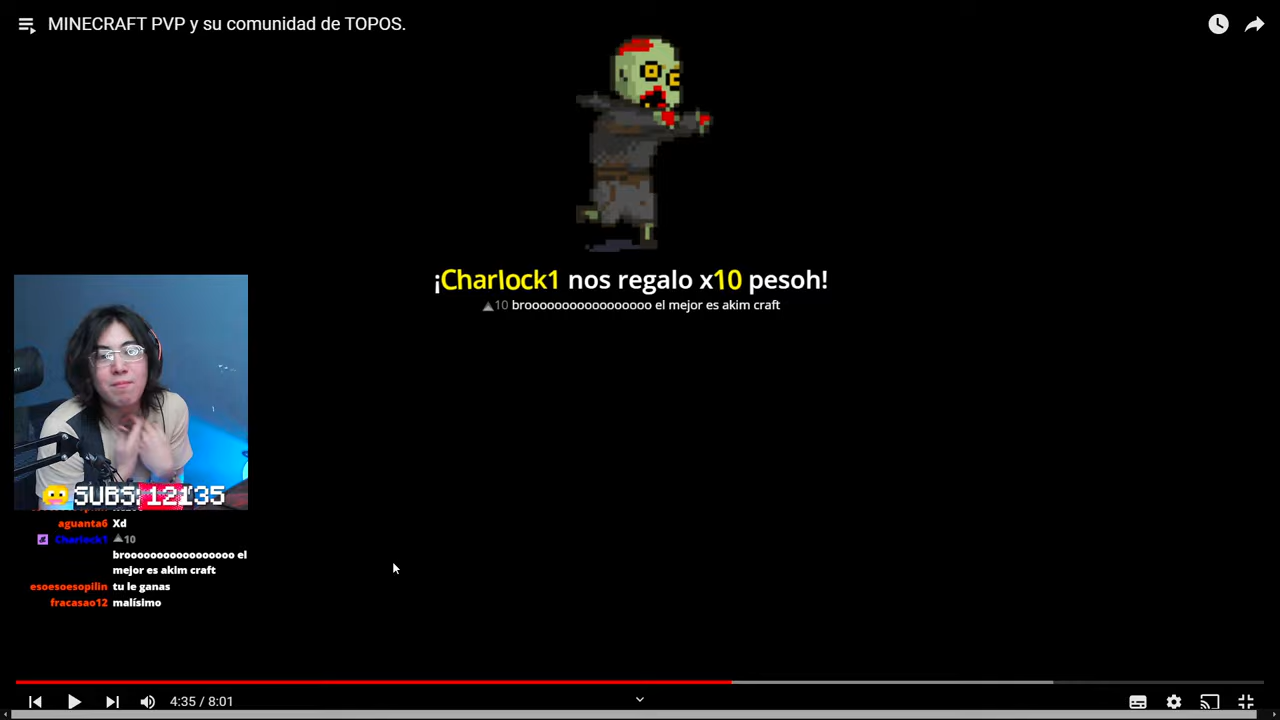 MINECRAFT PVP y su comunidad de TOPOS.
¡Charlock1 nos regalo x10 pesoh!
10 brooooooooooooooooo el mejor es akim craft
SUBS: 12135
aguanta6 Xd
Charlock1 10
brooooooooooooooooo el
mejor es akim craft
esoesoesopilin tu le ganas
fracasao12 malísimo
4:35 / 8:01